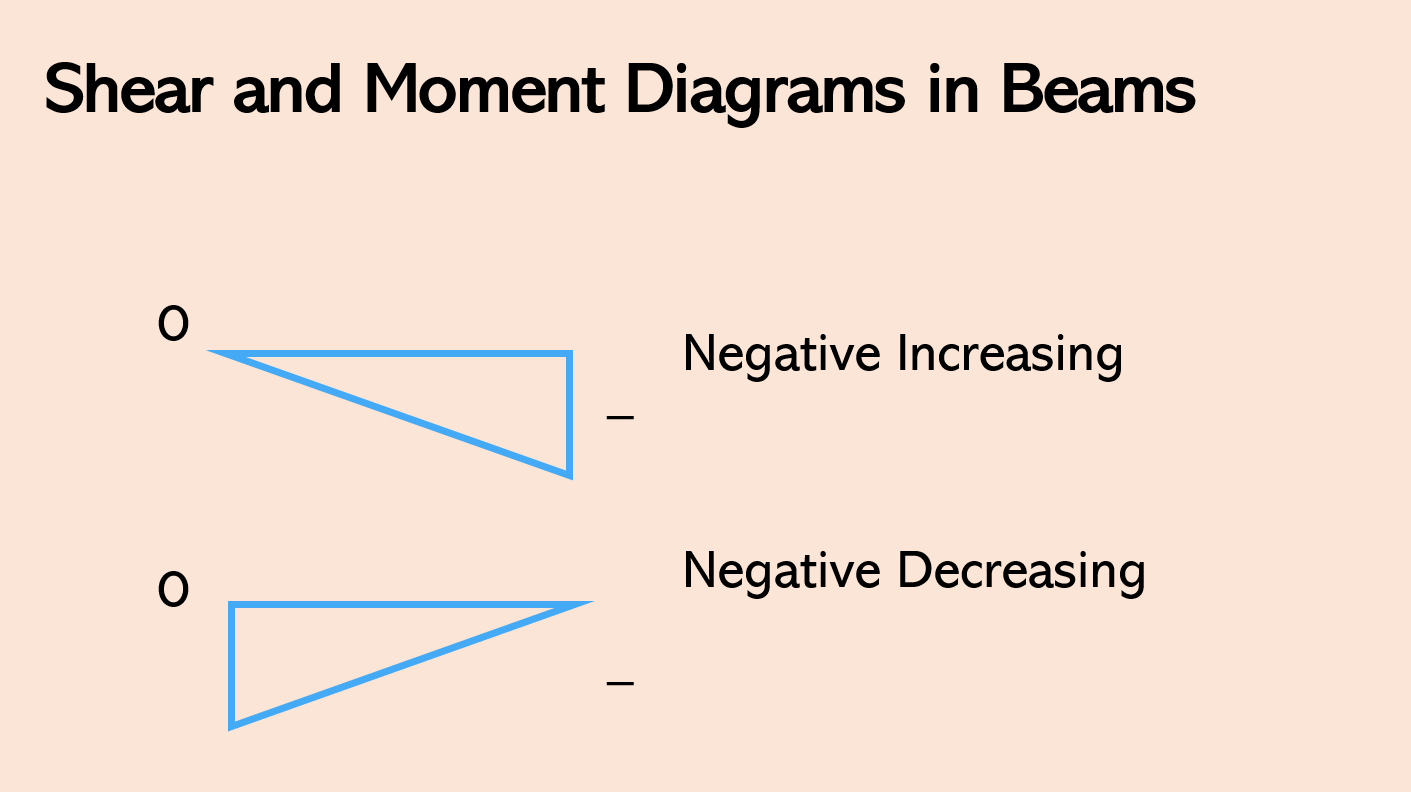 Shear and Moment Diagrams in Beams
0
Negative Increasing
–
Negative Decreasing
0
–